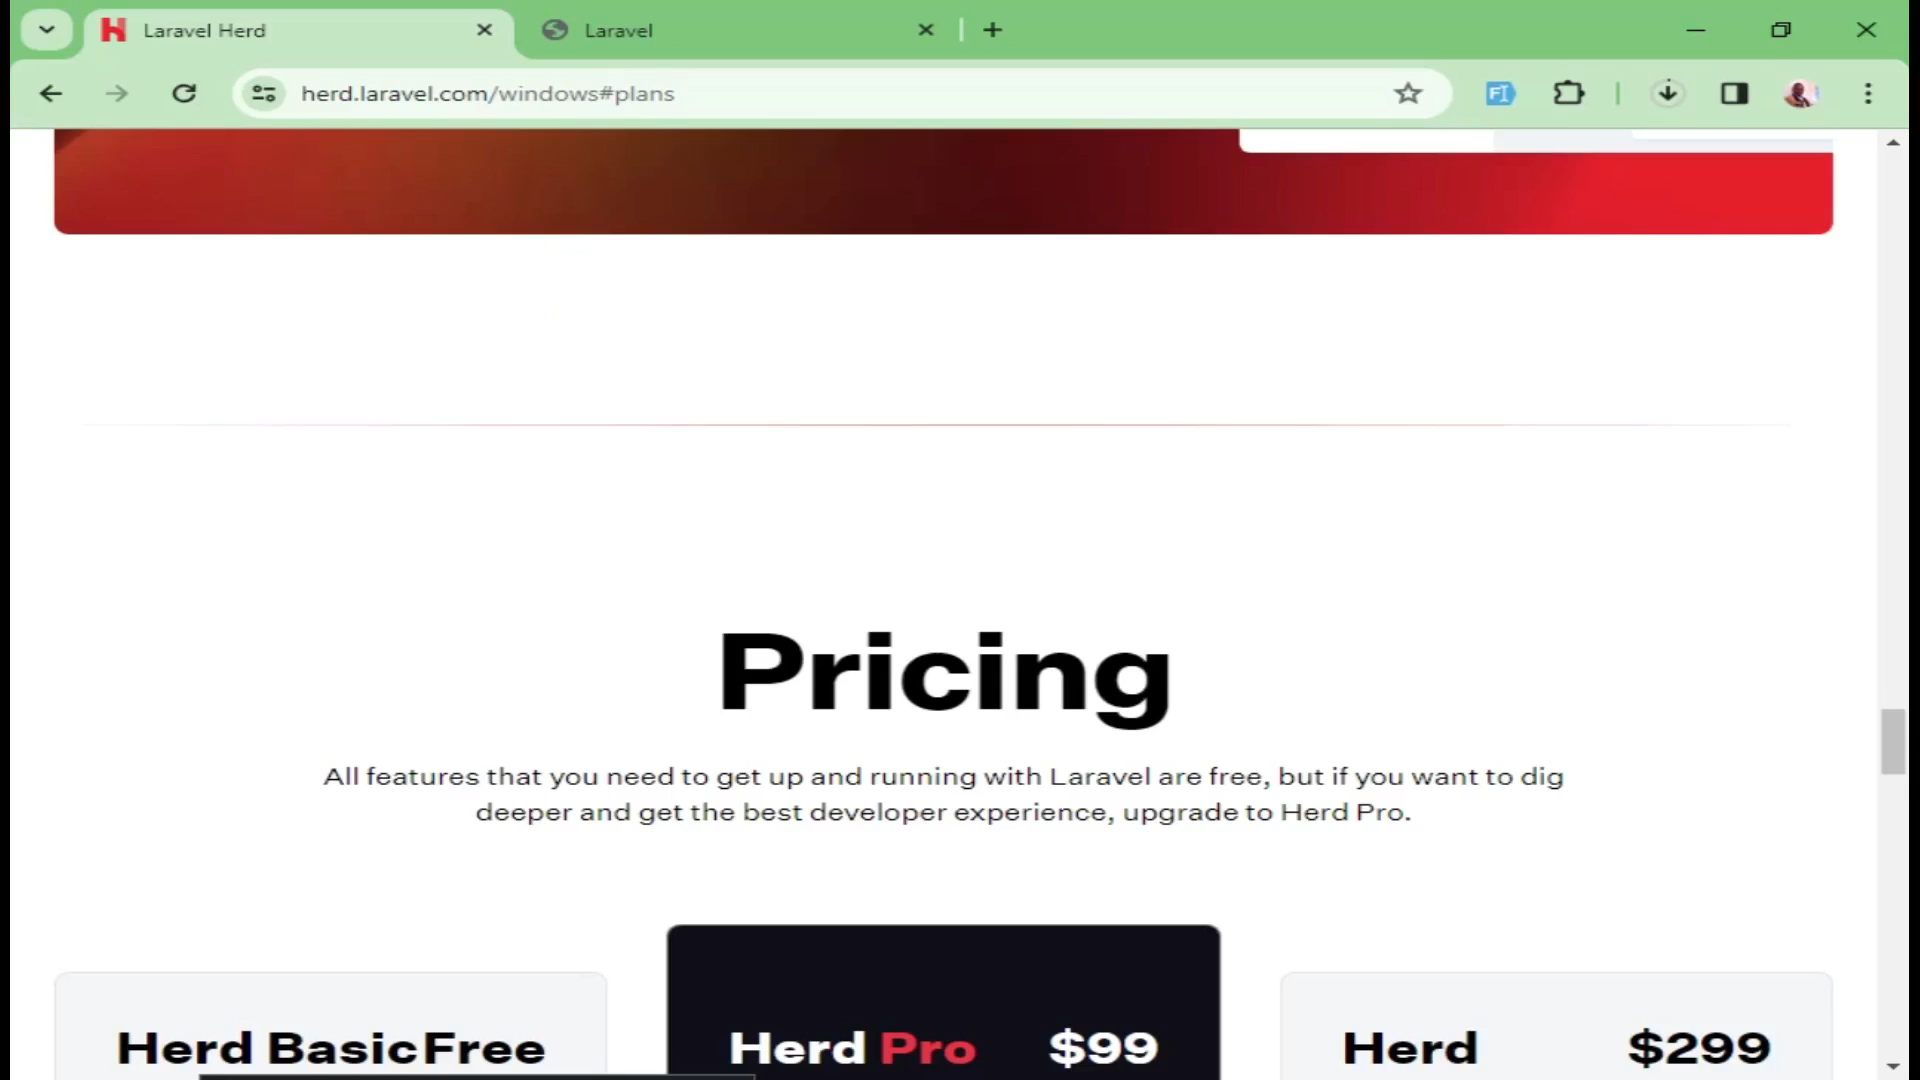 Laravel Herd
Laravel
herd.laravel.com/windows#plans
Pricing
All features that you need to get up and running with Laravel are free, but if you want to dig
deeper and get the best developer experience, upgrade to Herd Pro.
Herd Basic Free
Herd Pro $99
Herd $299